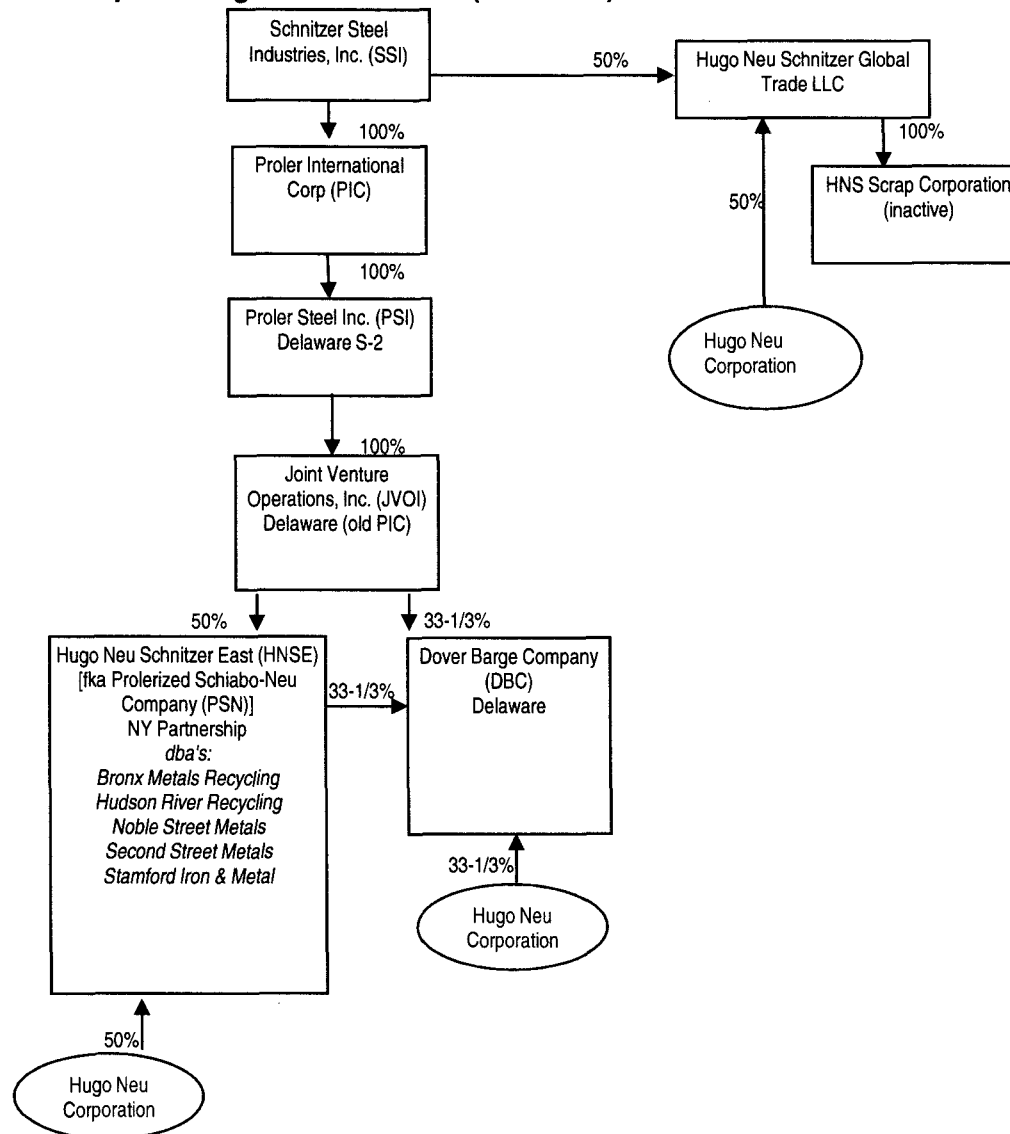 Schnitzer Steel
Industries, Inc. (SSI)
50%
Hugo Neu Schnitzer Global
Trade LLC
100%
100%
Proler International
Corp (PIC)
HNS Scrap Corporation
(inactive)
50%
100%
Proler Steel Inc. (PSI)
Delaware S-2
Hugo Neu
Corporation
100%
Joint Venture
Operations, Inc. (JVOI)
Delaware (old PIC)
50%
33-1/3%
Hugo Neu Schnitzer East (HNSE)
[fka Prolerized Schiabo-Neu
Company (PSN)]
NY Partnership
dba's:
Bronx Metals Recycling
Hudson River Recycling
Noble Street Metals
Second Street Metals
Stamford Iron & Metal
33-1/3%
Dover Barge Company
(DBC)
Delaware
33-1/3%
Hugo Neu
Corporation
50%
Hugo Neu
Corporation